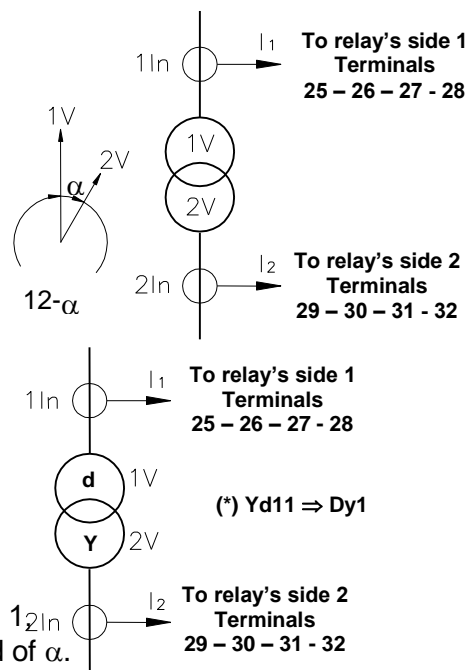 I1 To relay's side 1
1In Terminals
25 – 26 – 27 - 28
1V 1V
2V
α
2V
I2 To relay's side 2
12-α 2In Terminals
29 – 30 – 31 - 32
I1 To relay's side 1
1In Terminals
25 – 26 – 27 - 28
d 1V
(*) Yd11 ⇒ Dy1
Y 2V
I2 To relay's side 2
1, 2In Terminals
29 – 30 – 31 - 32
of α.